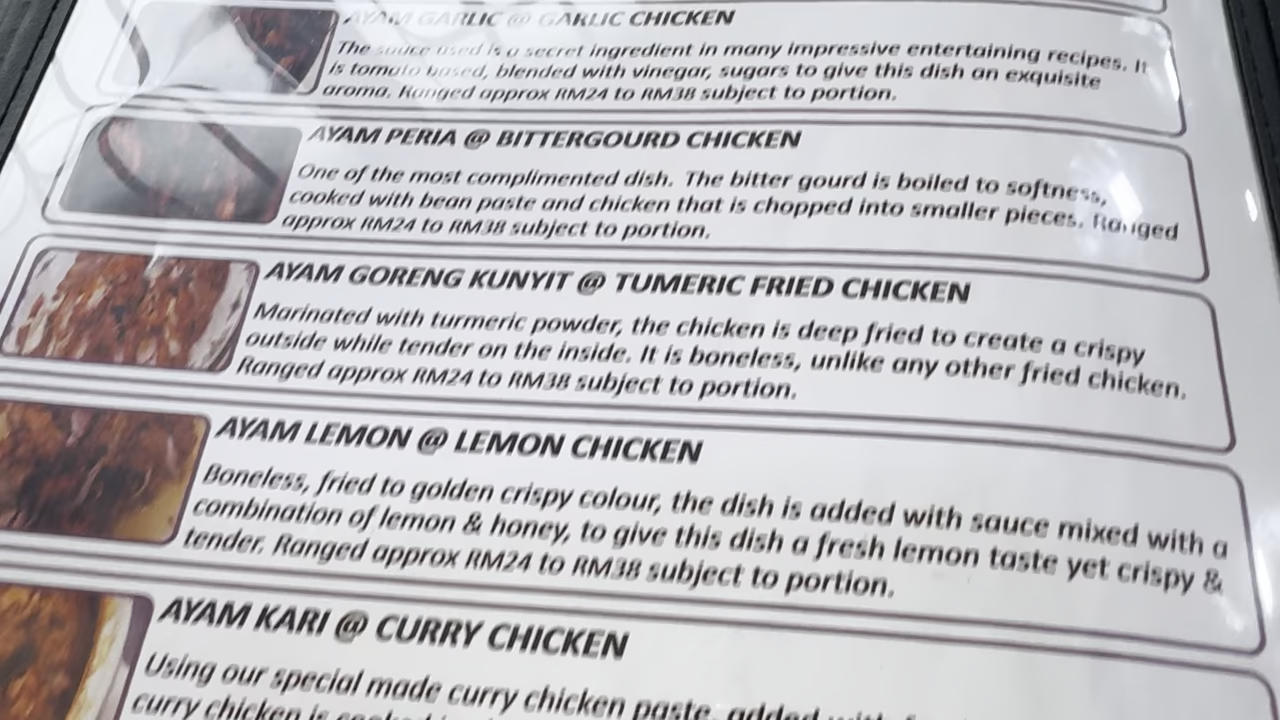 AYAM GARLIC @ GARLIC CHICKEN
The sauce used is a secret ingredient in many impressive entertaining recipes. It
is tomato based, blended with vinegar, sugars to give this dish an exquisite
aroma. Ranged approx RM24 to RM38 subject to portion.
AYAM PERIA @ BITTERGOURD CHICKEN
One of the most complimented dish. The bitter gourd is boiled to softness,
cooked with bean paste and chicken that is chopped into smaller pieces. Ranged
approx RM24 to RM38 subject to portion.
AYAM GORENG KUNYIT @ TUMERIC FRIED CHICKEN
Marinated with turmeric powder, the chicken is deep fried to create a crispy
outside while tender on the inside. It is boneless, unlike any other fried chicken.
Ranged approx RM24 to RM38 subject to portion.
AYAM LEMON @ LEMON CHICKEN
Boneless, fried to golden crispy colour, the dish is added with sauce mixed with a
combination of lemon & honey, to give this dish a fresh lemon taste yet crispy &
tender. Ranged approx RM24 to RM38 subject to portion.
AYAM KARI @ CURRY CHICKEN
Using our special made curry chicken paste, added with
curry chicken is cooked